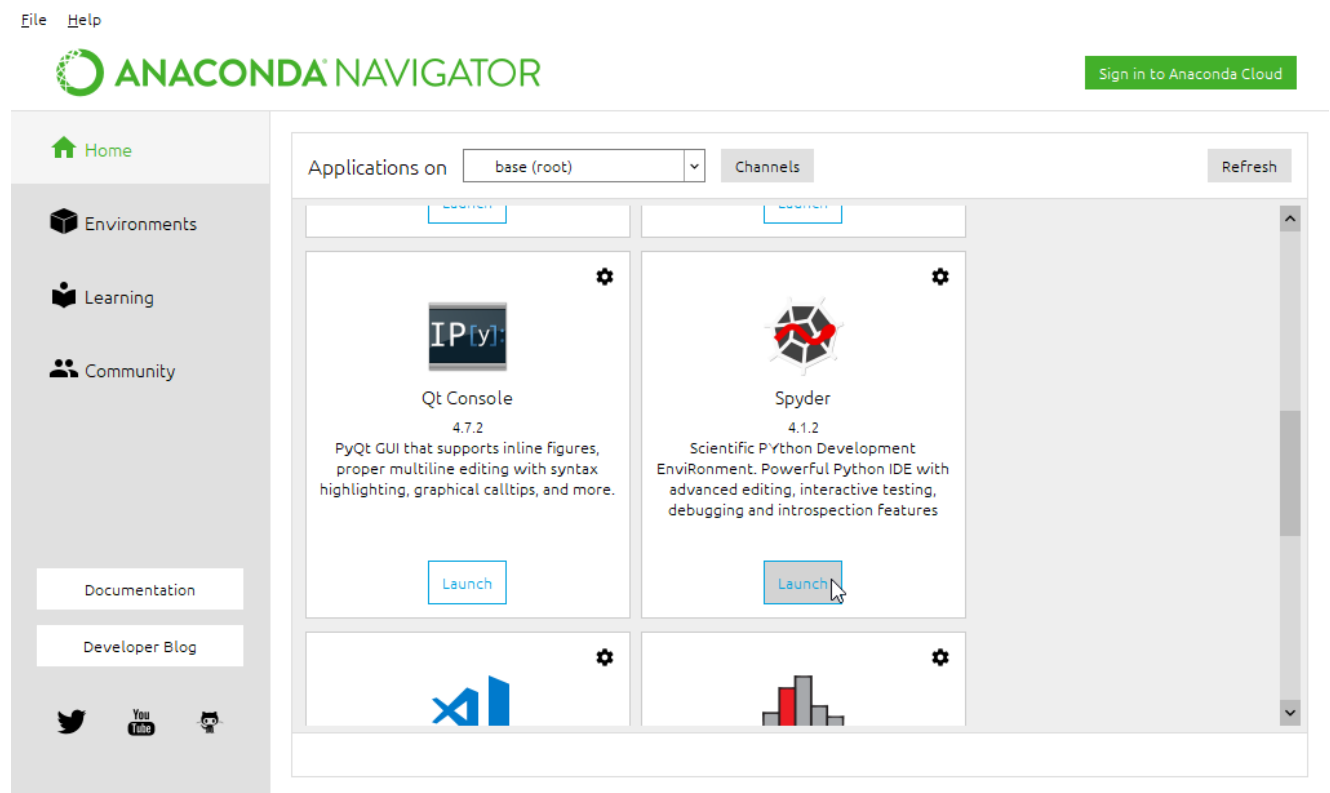 File Help
ANACONDA NAVIGATOR
Sign in to Anaconda Cloud
Home
Environments
Learning
Community
Documentation
Developer Blog
You
Tube
Applications on base (root) Channels Refresh
Launch Launch
IP[y]:
Qt Console
4.7.2
PyQt GUI that supports inline figures,
proper multiline editing with syntax
highlighting, graphical calltips, and more.
Launch
Spyder
4.1.2
Scientific PYthon Development
EnviRonment. Powerful Python IDE with
advanced editing, interactive testing,
debugging and introspection features
Launch